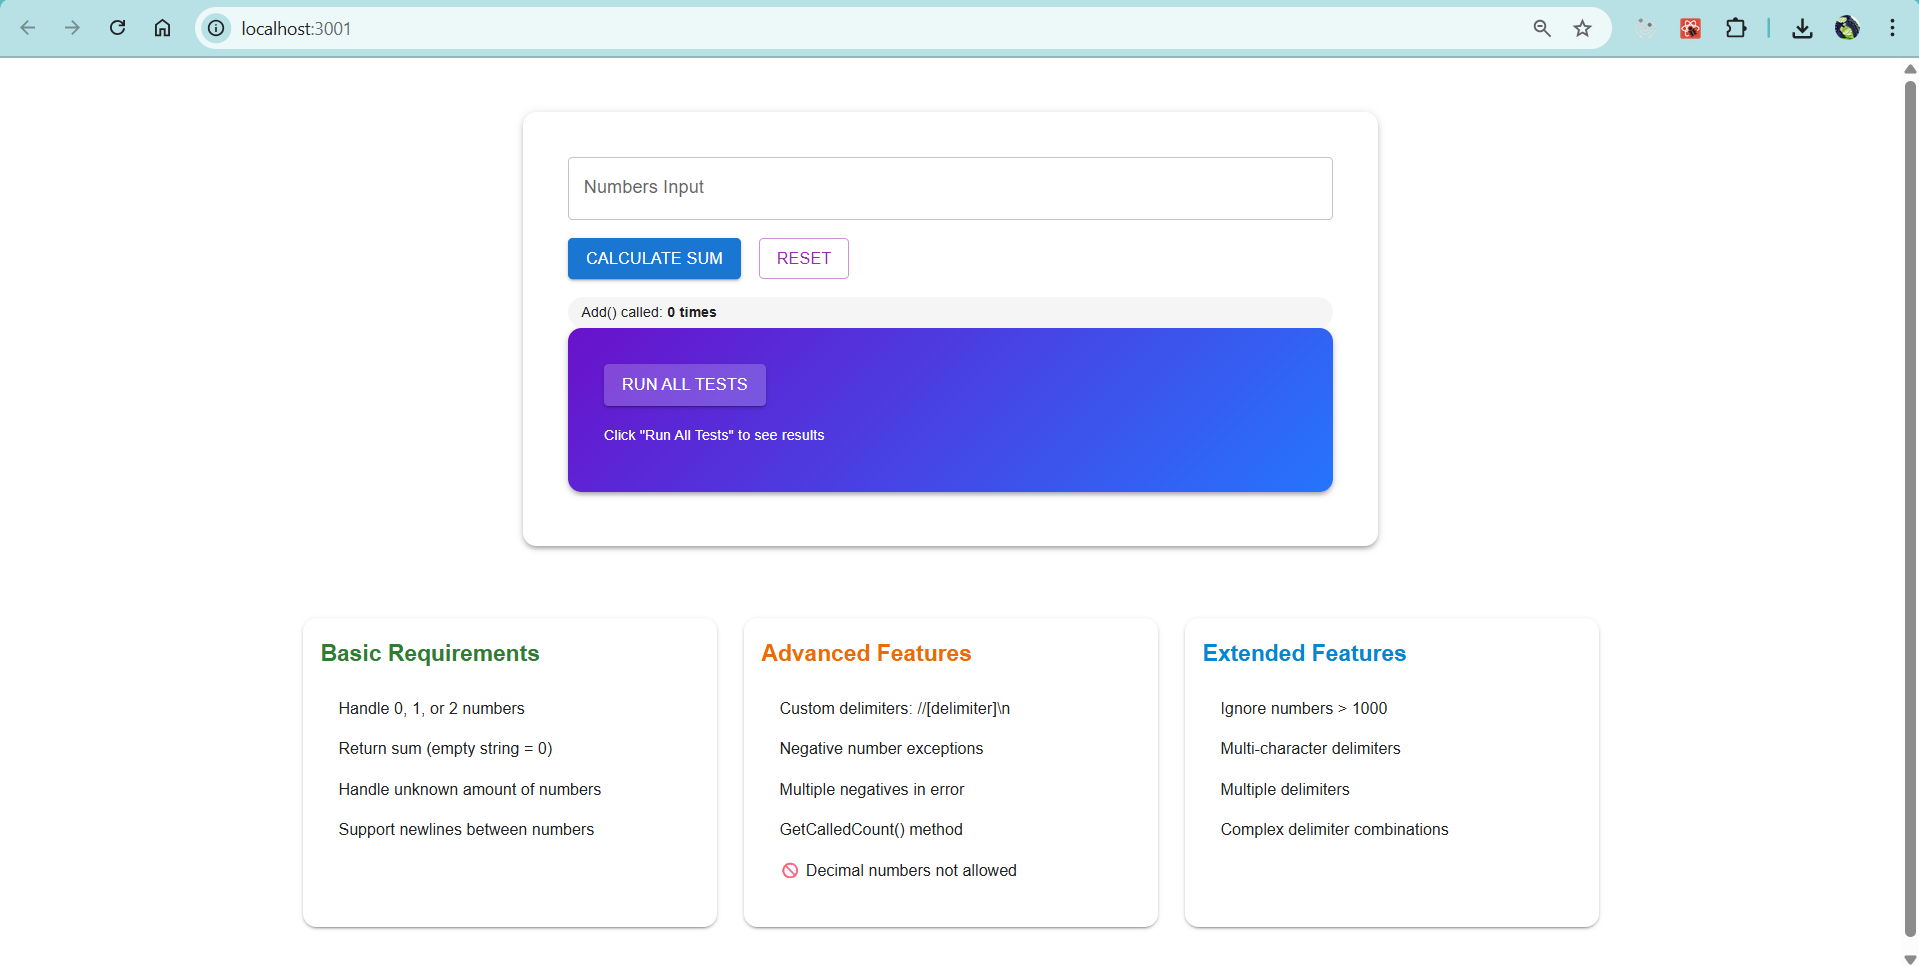 localhost:3001
Numbers Input
CALCULATE SUM
RESET
Add() called: 0 times
RUN ALL TESTS
Click "Run All Tests" to see results
Basic Requirements
Handle 0, 1, or 2 numbers
Return sum (empty string = 0)
Handle unknown amount of numbers
Support newlines between numbers
Advanced Features
Custom delimiters: //[delimiter]\n
Negative number exceptions
Multiple negatives in error
GetCalledCount() method
🚫 Decimal numbers not allowed
Extended Features
Ignore numbers > 1000
Multi-character delimiters
Multiple delimiters
Complex delimiter combinations